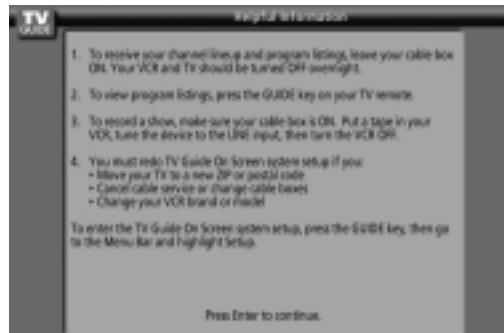 TV
GUIDE
Helpful Information
1. To receive your channel lineup and program listings, leave your cable box
ON. Your VCR and TV should be turned OFF overnight.
2. To view program listings, press the GUIDE key on your TV remote.
3. To record a show, make sure your cable box is ON. Put a tape in your
VCR, tune the device to the LINE input, then turn the VCR OFF.
4. You must redo TV Guide On Screen system setup if you:
• Move your TV to a new ZIP or postal code
• Cancel cable service or change cable boxes
• Change your VCR brand or model
To enter the TV Guide On Screen system setup, press the GUIDE key, then go
to the Menu Bar and highlight Setup.
Press Enter to continue.